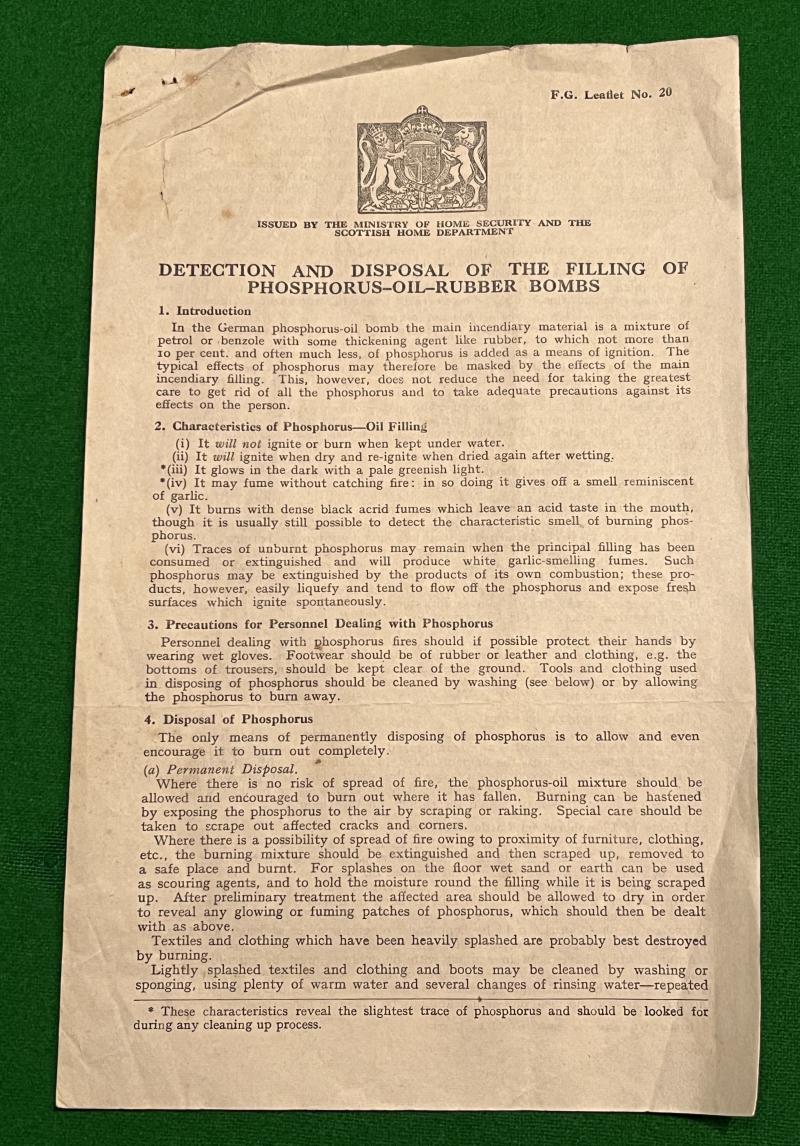 F.G. Leaflet No. 20
ISSUED BY THE MINISTRY OF HOME SECURITY AND THE
SCOTTISH HOME DEPARTMENT
DETECTION AND DISPOSAL OF THE FILLING OF
PHOSPHORUS–OIL–RUBBER BOMBS
1. Introduction
In the German phosphorus-oil bomb the main incendiary material is a mixture of
petrol or benzole with some thickening agent like rubber, to which not more than
10 per cent. and often much less, of phosphorus is added as a means of ignition. The
typical effects of phosphorus may therefore be masked by the effects of the main
incendiary filling. This, however, does not reduce the need for taking the greatest
care to get rid of all the phosphorus and to take adequate precautions against its
effects on the person.
2. Characteristics of Phosphorus—Oil Filling
(i) It will not ignite or burn when kept under water.
(ii) It will ignite when dry and re-ignite when dried again after wetting.
*(iii) It glows in the dark with a pale greenish light.
*(iv) It may fume without catching fire: in so doing it gives off a smell reminiscent
of garlic.
(v) It burns with dense black acrid fumes which leave an acid taste in the mouth,
though it is usually still possible to detect the characteristic smell of burning phos-
phorus.
(vi) Traces of unburnt phosphorus may remain when the principal filling has been
consumed or extinguished and will produce white garlic-smelling fumes. Such
phosphorus may be extinguished by the products of its own combustion; these pro-
ducts, however, easily liquefy and tend to flow off the phosphorus and expose fresh
surfaces which ignite spontaneously.
3. Precautions for Personnel Dealing with Phosphorus
Personnel dealing with phosphorus fires should if possible protect their hands by
wearing wet gloves. Footwear should be of rubber or leather and clothing, e.g. the
bottoms of trousers, should be kept clear of the ground. Tools and clothing used
in disposing of phosphorus should be cleaned by washing (see below) or by allowing
the phosphorus to burn away.
4. Disposal of Phosphorus
The only means of permanently disposing of phosphorus is to allow and even
encourage it to burn out completely.
(a) Permanent Disposal.
Where there is no risk of spread of fire, the phosphorus-oil mixture should be
allowed and encouraged to burn out where it has fallen. Burning can be hastened
by exposing the phosphorus to the air by scraping or raking. Special care should be
taken to scrape out affected cracks and corners.
Where there is a possibility of spread of fire owing to proximity of furniture, clothing,
etc., the burning mixture should be extinguished and then scraped up, removed to
a safe place and burnt. For splashes on the floor wet sand or earth can be used
as scouring agents, and to hold the moisture round the filling while it is being scraped
up. After preliminary treatment the affected area should be allowed to dry in order
to reveal any glowing or fuming patches of phosphorus, which should then be dealt
with as above.
Textiles and clothing which have been heavily splashed are probably best destroyed
by burning.
Lightly splashed textiles and clothing and boots may be cleaned by washing or
sponging, using plenty of warm water and several changes of rinsing water—repeated
* These characteristics reveal the slightest trace of phosphorus and should be looked for
during any cleaning up process.